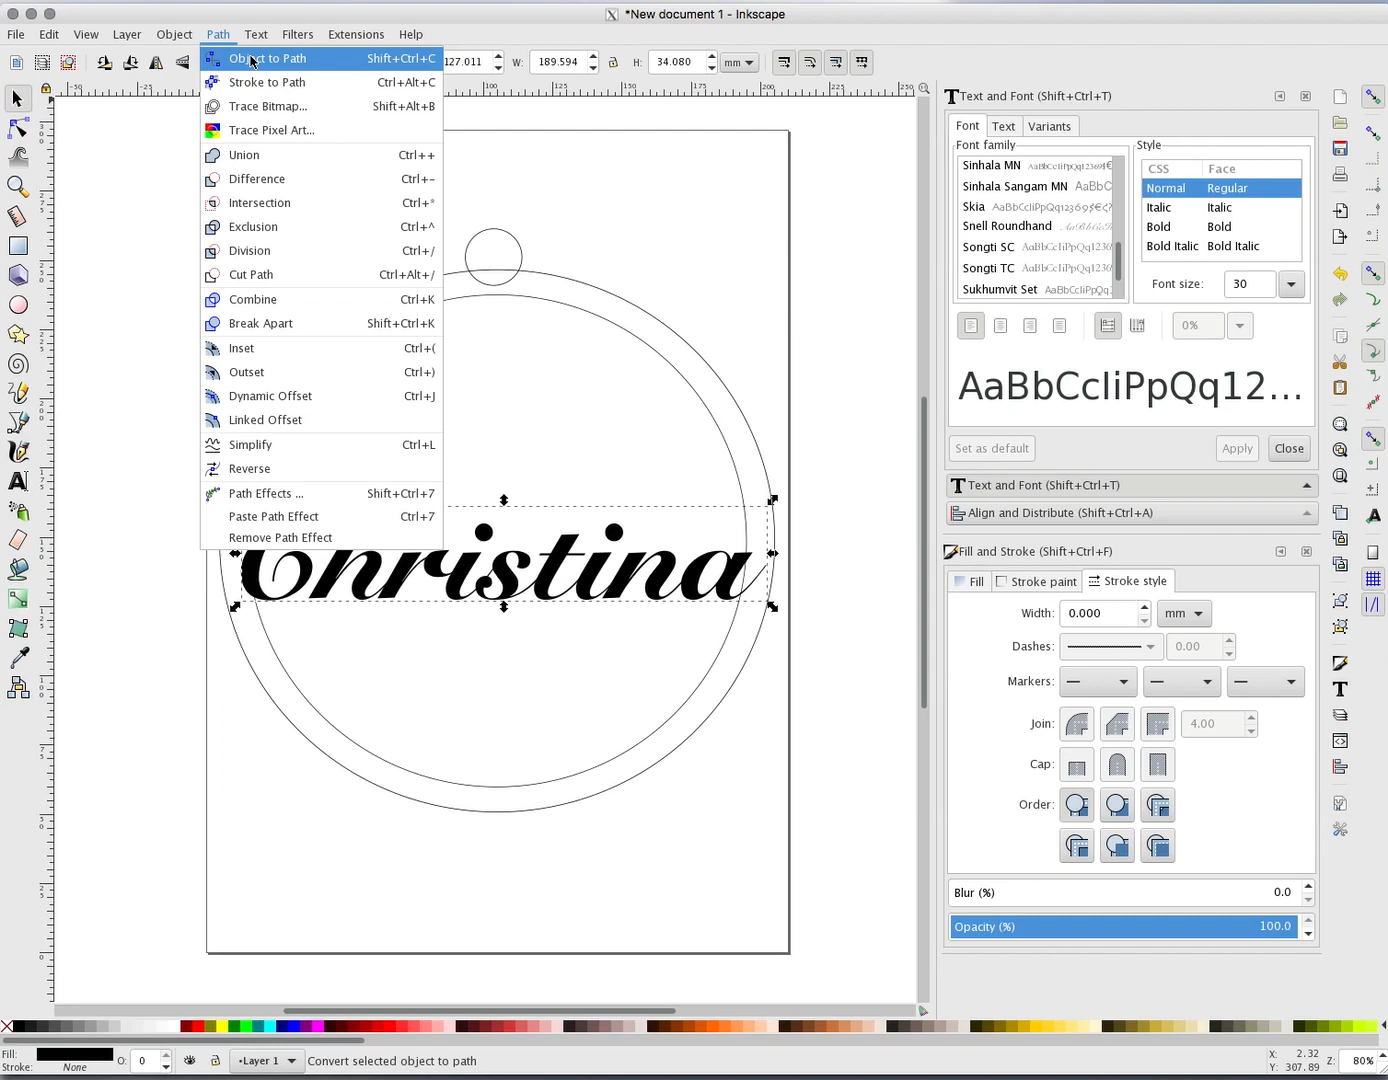 *New document 1 - Inkscape
File Edit View Layer Object Path Text Filters Extensions Help
127.011 W: 189.594 H: 34.080 mm
Object to Path Shift+Ctrl+C
Stroke to Path Ctrl+Alt+C
Trace Bitmap... Shift+Alt+B
Trace Pixel Art...
Union Ctrl++
Difference Ctrl+-
Intersection Ctrl+*
Exclusion Ctrl+^
Division Ctrl+/
Cut Path Ctrl+Alt+/
Combine Ctrl+K
Break Apart Shift+Ctrl+K
Inset Ctrl+(
Outset Ctrl+)
Dynamic Offset Ctrl+J
Linked Offset
Simplify Ctrl+L
Reverse
Path Effects ... Shift+Ctrl+7
Paste Path Effect Ctrl+7
Remove Path Effect
Christina
Text and Font (Shift+Ctrl+T)
Font Text Variants
Font family
Sinhala MN AaBbCcIiPpQq12369$€
Sinhala Sangam MN AaBbC
Skia AaBbCcIiPpQq12369$€¢?
Snell Roundhand AaBbCcIiPpQq
Songti SC AaBbCcIiPpQq1236
Songti TC AaBbCcIiPpQq1236
Sukhumvit Set AaBbCcIiPpQq
Style
CSS Face
Normal Regular
Italic Italic
Bold Bold
Bold Italic Bold Italic
Font size: 30
0%
AaBbCcIiPpQq12...
Set as default Apply Close
Text and Font (Shift+Ctrl+T)
Align and Distribute (Shift+Ctrl+A)
Fill and Stroke (Shift+Ctrl+F)
Fill Stroke paint Stroke style
Width: 0.000 mm
Dashes: 0.00
Markers:
Join: 4.00
Cap:
Order:
Blur (%) 0.0
Opacity (%) 100.0
Fill: O: 0 •Layer 1 Convert selected object to path X: 2.32 Z: 80%
Stroke: None Y: 307.89